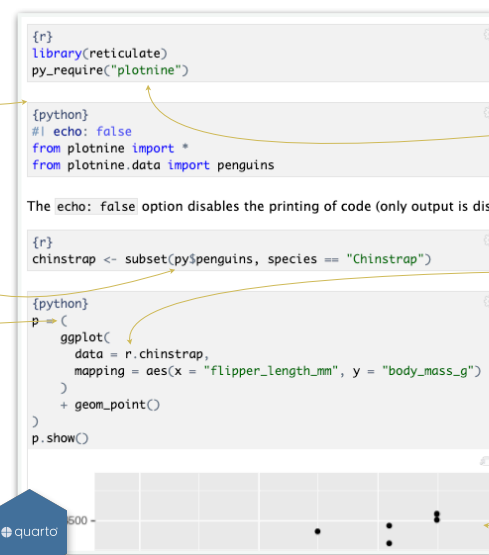 {r}
library(reticulate)
py_require("plotnine")
{python}
#| echo: false
from plotnine import *
from plotnine.data import penguins
The echo: false option disables the printing of code (only output is dis
{r}
chinstrap <- subset(py$penguins, species == "Chinstrap")
{python}
p = (
    ggplot(
      data = r.chinstrap,
      mapping = aes(x = "flipper_length_mm", y = "body_mass_g")
    )
    + geom_point()
)
p.show()
500
quarto